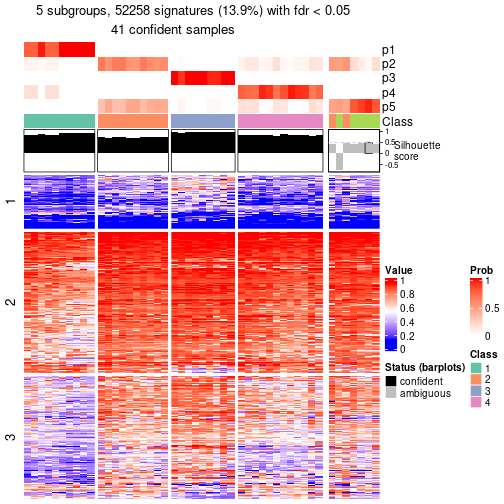 5 subgroups, 52258 signatures (13.9%) with fdr < 0.05
41 confident samples
p1
p2
p3
p4
p5
Class
1
0.5
0
-0.5
Silhouette
score
1
2
3
Value
1
0.8
0.6
0.4
0.2
0
Prob
1
0.5
0
Status (barplots)
confident
ambiguous
Class
1
2
3
4